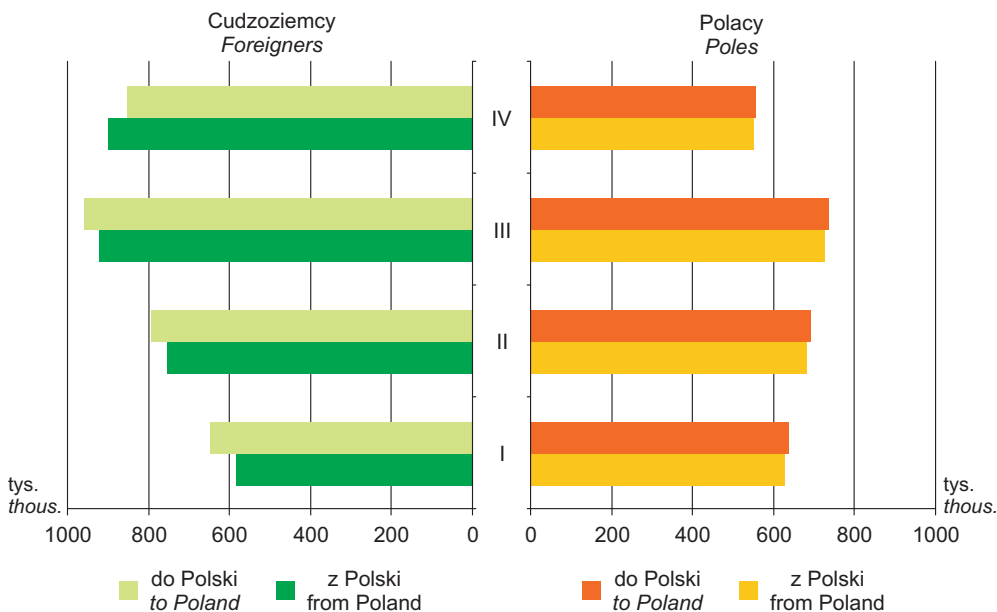 Cudzoziemcy
Foreigners
Polacy
Poles
IV
III
II
I
tys.
thous.
1000 800 600 400 200 0
0 200 400 600 800 1000
tys.
thous.
do Polski
to Poland
z Polski
from Poland
do Polski
to Poland
z Polski
from Poland